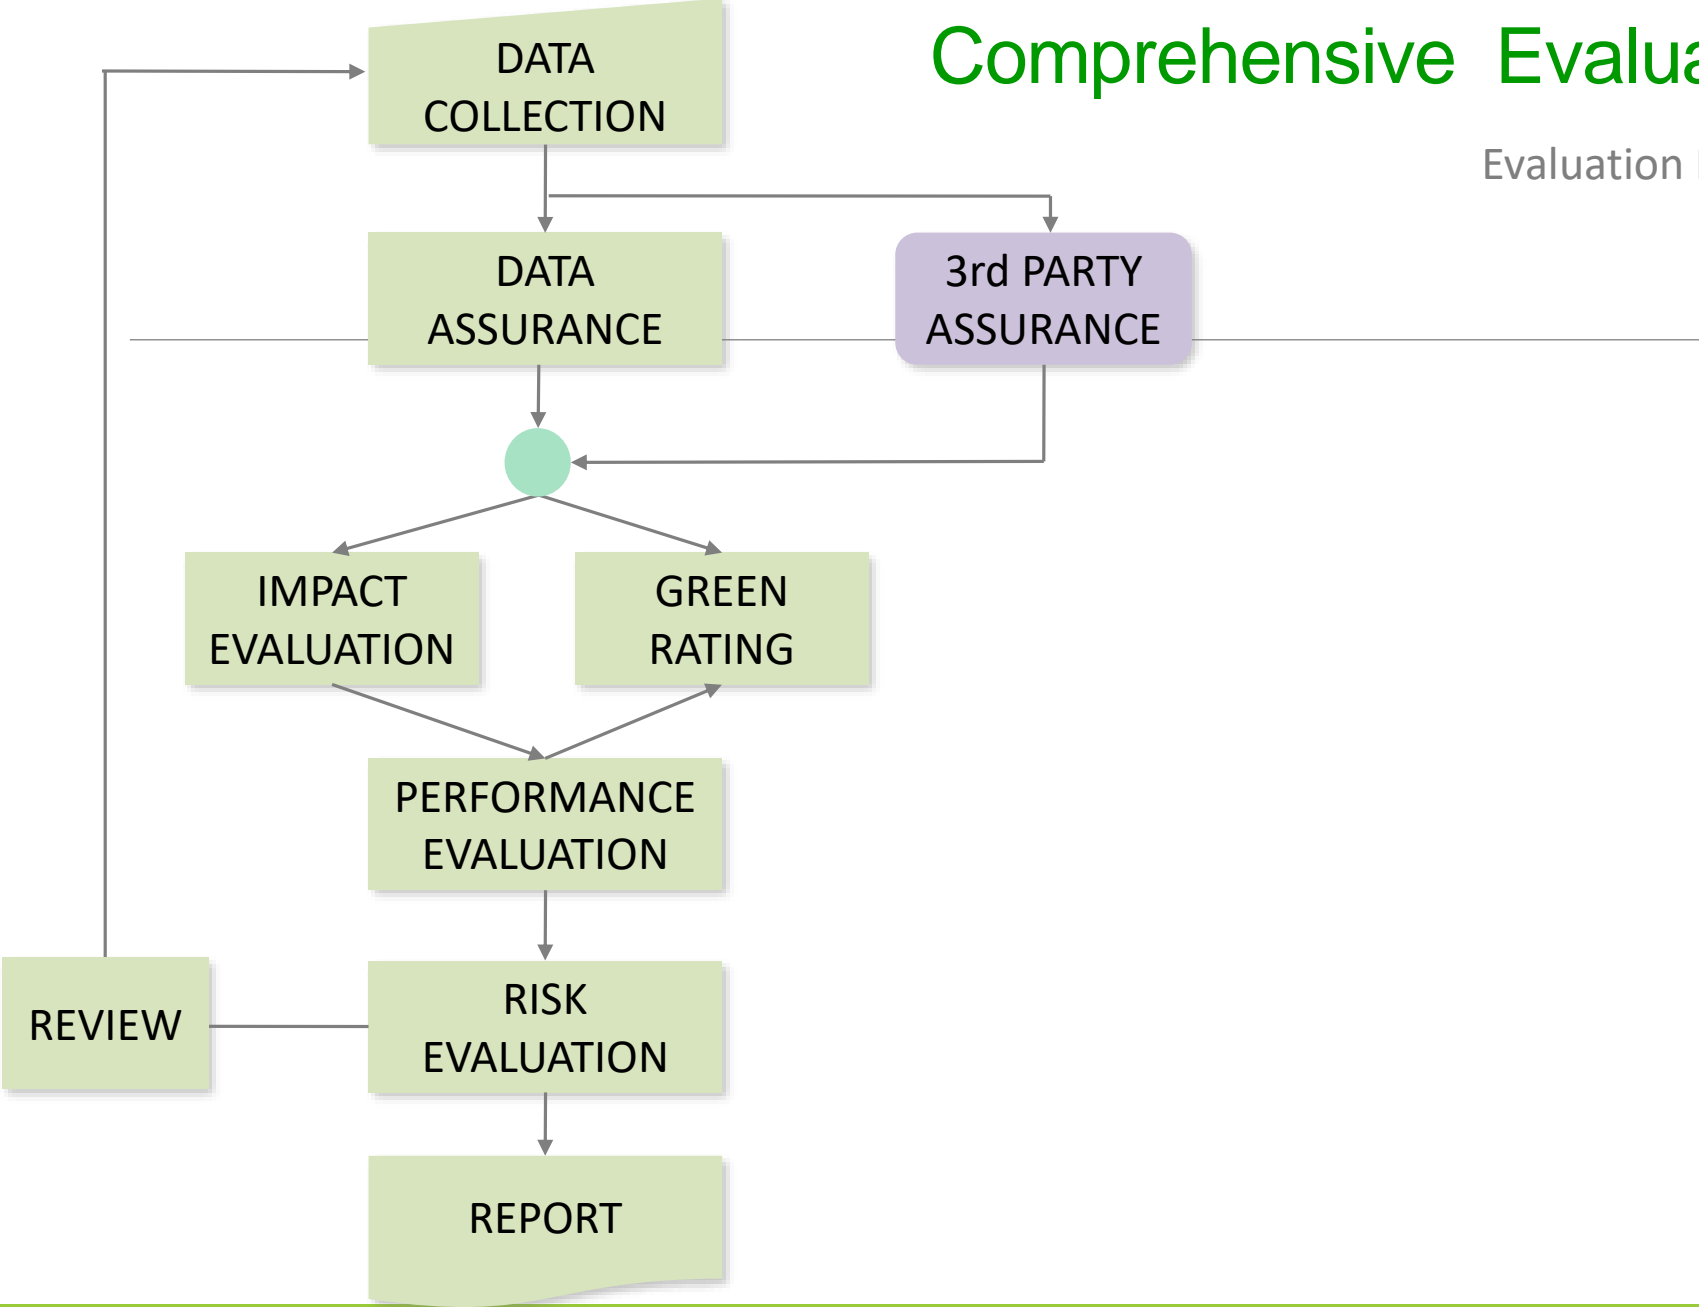 Comprehensive Evalua
Evaluation
DATA
COLLECTION
DATA
ASSURANCE
3rd PARTY
ASSURANCE
IMPACT
EVALUATION
GREEN
RATING
PERFORMANCE
EVALUATION
REVIEW
RISK
EVALUATION
REPORT